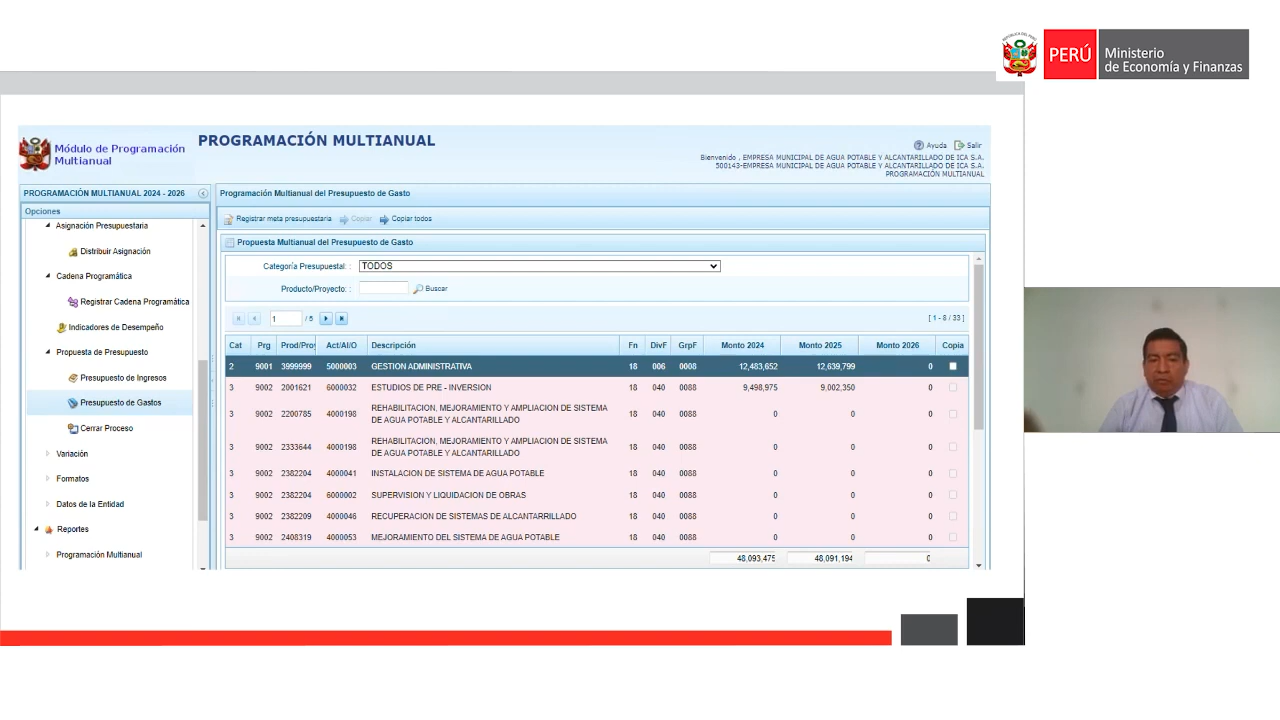 PERÚ
Ministerio
de Economía y Finanzas
Módulo de Programación
Multianual
PROGRAMACIÓN MULTIANUAL
Ayuda Salir
Bienvenido , EMPRESA MUNICIPAL DE AGUA POTABLE Y ALCANTARILLADO DE ICA S.A.
500143-EMPRESA MUNICIPAL DE AGUA POTABLE Y ALCANTARILLADO DE ICA S.A.
PROGRAMACIÓN MULTIANUAL
PROGRAMACIÓN MULTIANUAL 2024 - 2026
Opciones
Asignación Presupuestaria
Distribuir Asignación
Cadena Programática
Registrar Cadena Programática
Indicadores de Desempeño
Propuesta de Presupuesto
Presupuesto de Ingresos
Presupuesto de Gastos
Cerrar Proceso
Variación
Formatos
Datos de la Entidad
Reportes
Programación Multianual
Programación Multianual del Presupuesto de Gasto
Registrar meta presupuestaria Copiar Copiar todos
Propuesta Multianual del Presupuesto de Gasto
Categoría Presupuestal: : TODOS
Producto/Proyecto: : Buscar
1 / 5 [ 1 - 8 / 33 ]
Cat Prg Prod/Proy Act/AI/O Descripción Fn DivF GrpF Monto 2024 Monto 2025 Monto 2026 Copia
2 9001 3999999 5000003 GESTION ADMINISTRATIVA 18 006 0008 12,483,652 12,639,799 0
3 9002 2001621 6000032 ESTUDIOS DE PRE - INVERSION 18 040 0088 9,498,975 9,002,350 0
3 9002 2200785 4000198 REHABILITACION, MEJORAMIENTO Y AMPLIACION DE SISTEMA DE AGUA POTABLE Y ALCANTARILLADO 18 040 0088 0 0 0
3 9002 2333644 4000198 REHABILITACION, MEJORAMIENTO Y AMPLIACION DE SISTEMA DE AGUA POTABLE Y ALCANTARILLADO 18 040 0088 0 0 0
3 9002 2382204 4000041 INSTALACION DE SISTEMA DE AGUA POTABLE 18 040 0088 0 0 0
3 9002 2382204 6000002 SUPERVISION Y LIQUIDACION DE OBRAS 18 040 0088 0 0 0
3 9002 2382209 4000046 RECUPERACION DE SISTEMAS DE ALCANTARRILLADO 18 040 0088 0 0 0
3 9002 2408319 4000053 MEJORAMIENTO DEL SISTEMA DE AGUA POTABLE 18 040 0088 0 0 0
48,093,475 48,091,194 0